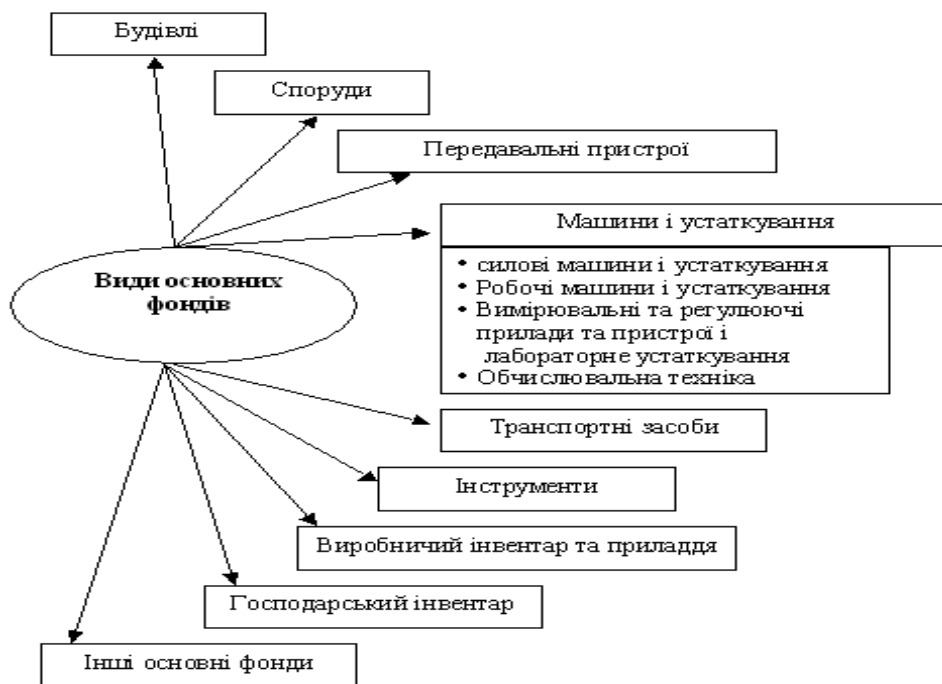 Будівлі
Споруди
Передавальні пристрої
Машини і устаткування
Види основних
фондів
• силові машини і устаткування
• Робочі машини і устаткування
• Вимірювальні та регулюючі
прилади та пристрої і
лабораторне устаткування
• Обчислювальна техніка
Транспортні засоби
Інструменти
Виробничий інвентар та приладдя
Господарський інвентар
Інші основні фонди